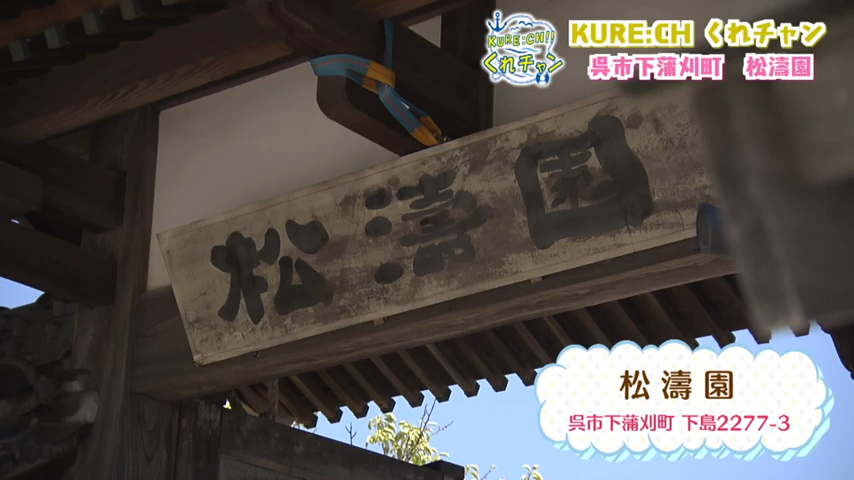 KURE:CH!!
くれチャン
KURE:CH くれチャン
呉市下蒲刈町 松濤園
松濤園
松濤園
呉市下蒲刈町 下島2277-3